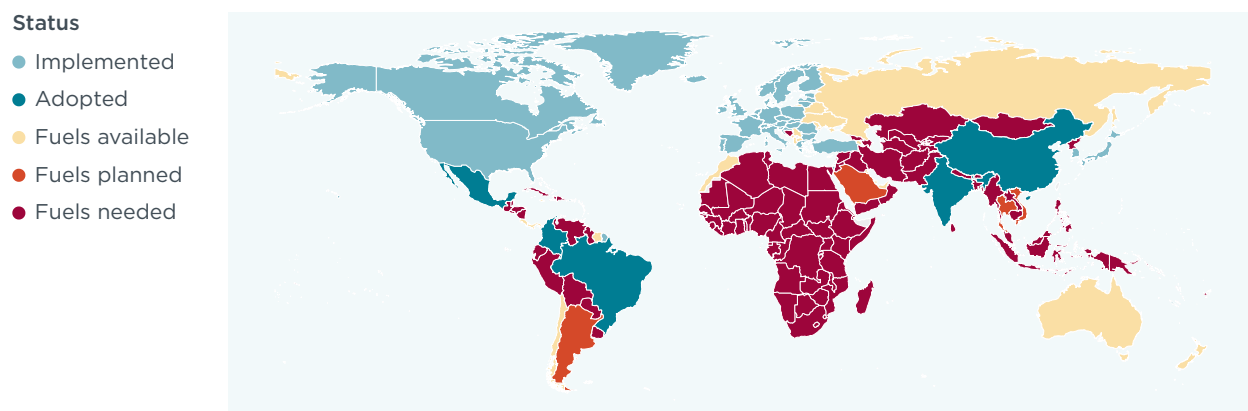 Status
Implemented
Adopted
Fuels available
Fuels planned
Fuels needed